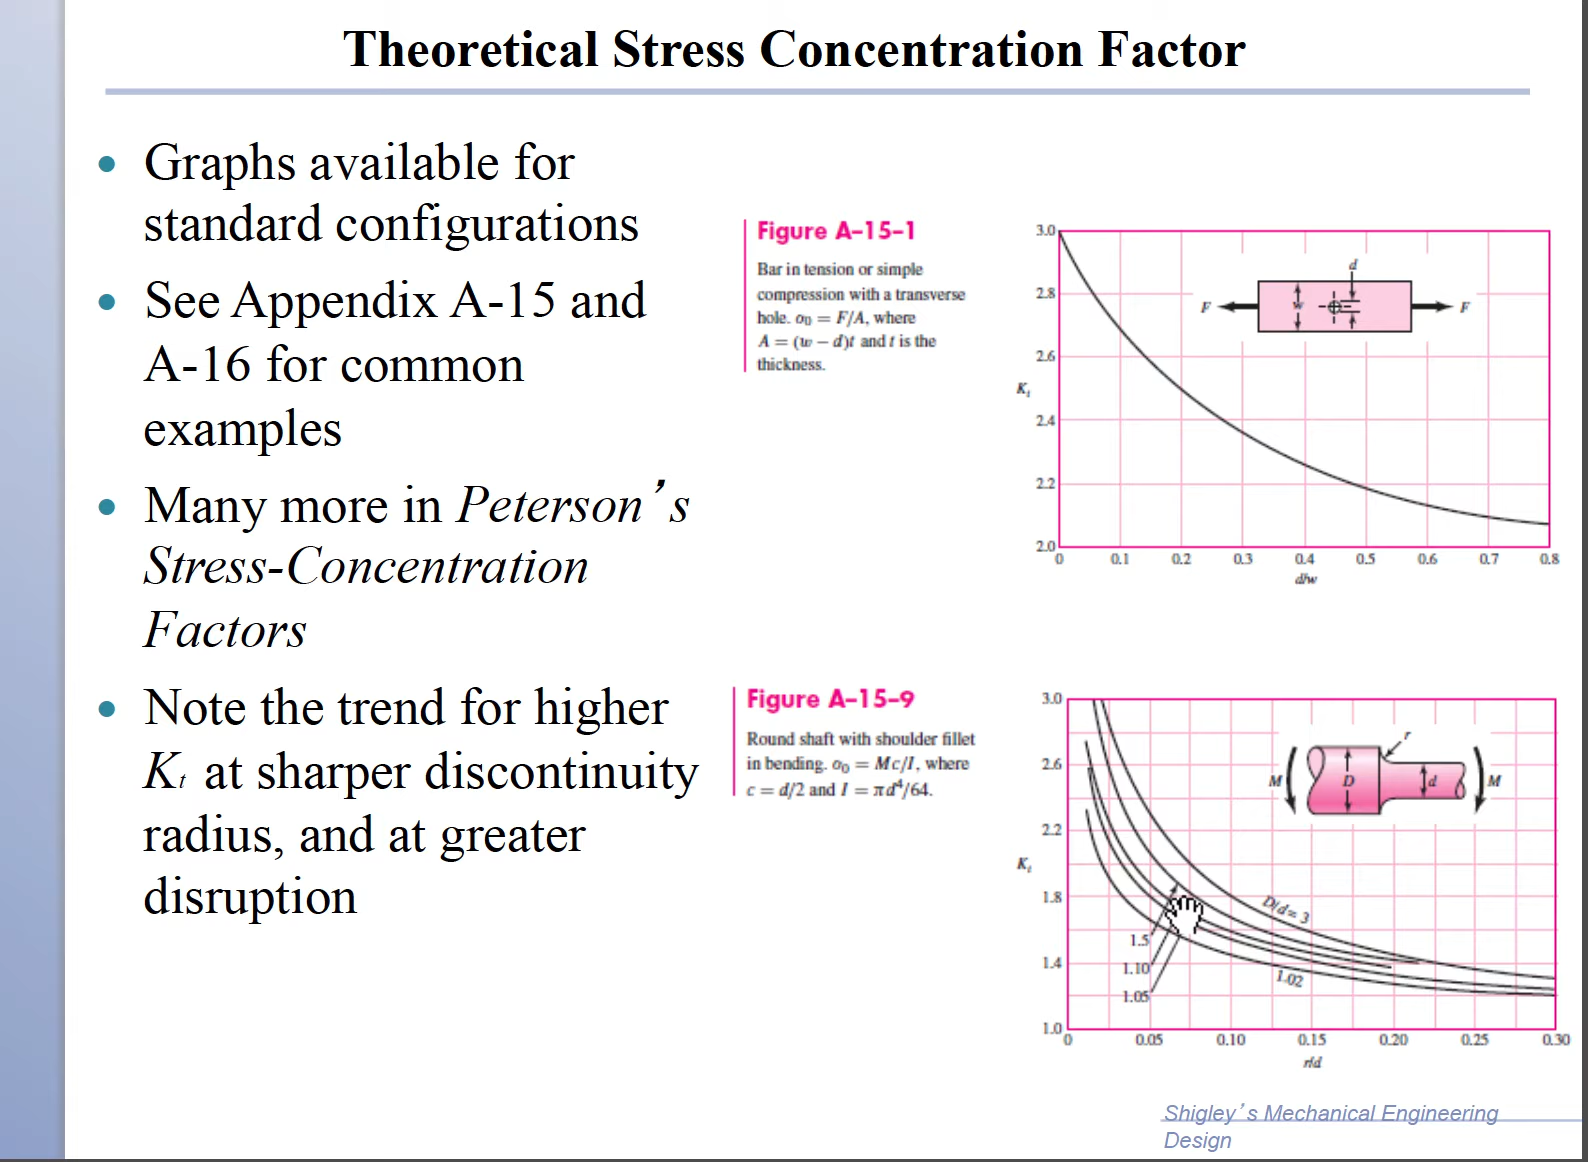 Theoretical Stress Concentration Factor
• Graphs available for
standard configurations
• See Appendix A-15 and
A-16 for common
examples
• Many more in Peterson’s
Stress-Concentration
Factors
• Note the trend for higher
Kt at sharper discontinuity
radius, and at greater
disruption
Figure A–15–1
Bar in tension or simple
compression with a transverse
hole. σ0 = F/A, where
A = (w – d)t and t is the
thickness.
3.0
2.8
2.6
Kt
2.4
2.2
2.0
0 0.1 0.2 0.3 0.4 0.5 0.6 0.7 0.8
d/w
d
F w F
Figure A–15–9
Round shaft with shoulder fillet
in bending. σ0 = Mc/I, where
c = d/2 and I = πd⁴/64.
3.0
2.6
2.2
Kt
1.8
1.4
1.0
r
M D d M
D/d = 3
1.5
1.10
1.05
1.02
0 0.05 0.10 0.15 0.20 0.25 0.30
r/d
Shigley’s Mechanical Engineering
Design